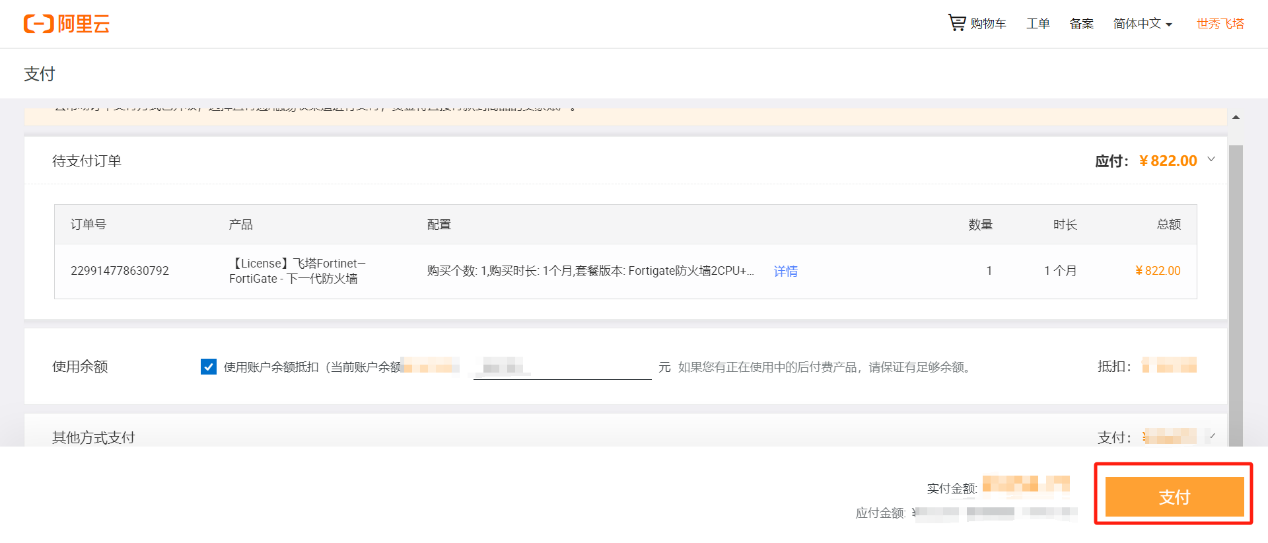 阿里云
购物车 工单 备案 简体中文 世秀飞塔
支付
待支付订单 应付: ¥822.00
订单号 产品 配置 数量 时长 总额
229914778630792 【License】飞塔Fortinet—FortiGate - 下一代防火墙 购买个数: 1,购买时长: 1个月,套餐版本: Fortigate防火墙2CPU+... 详情 1 1 个月 ¥822.00
使用余额 使用账户余额抵扣（当前账户余额 元 如果您有正在使用中的后付费产品，请保证有足够余额。 抵扣:
其他方式支付 支付:
实付金额:
应付金额: ¥
支付